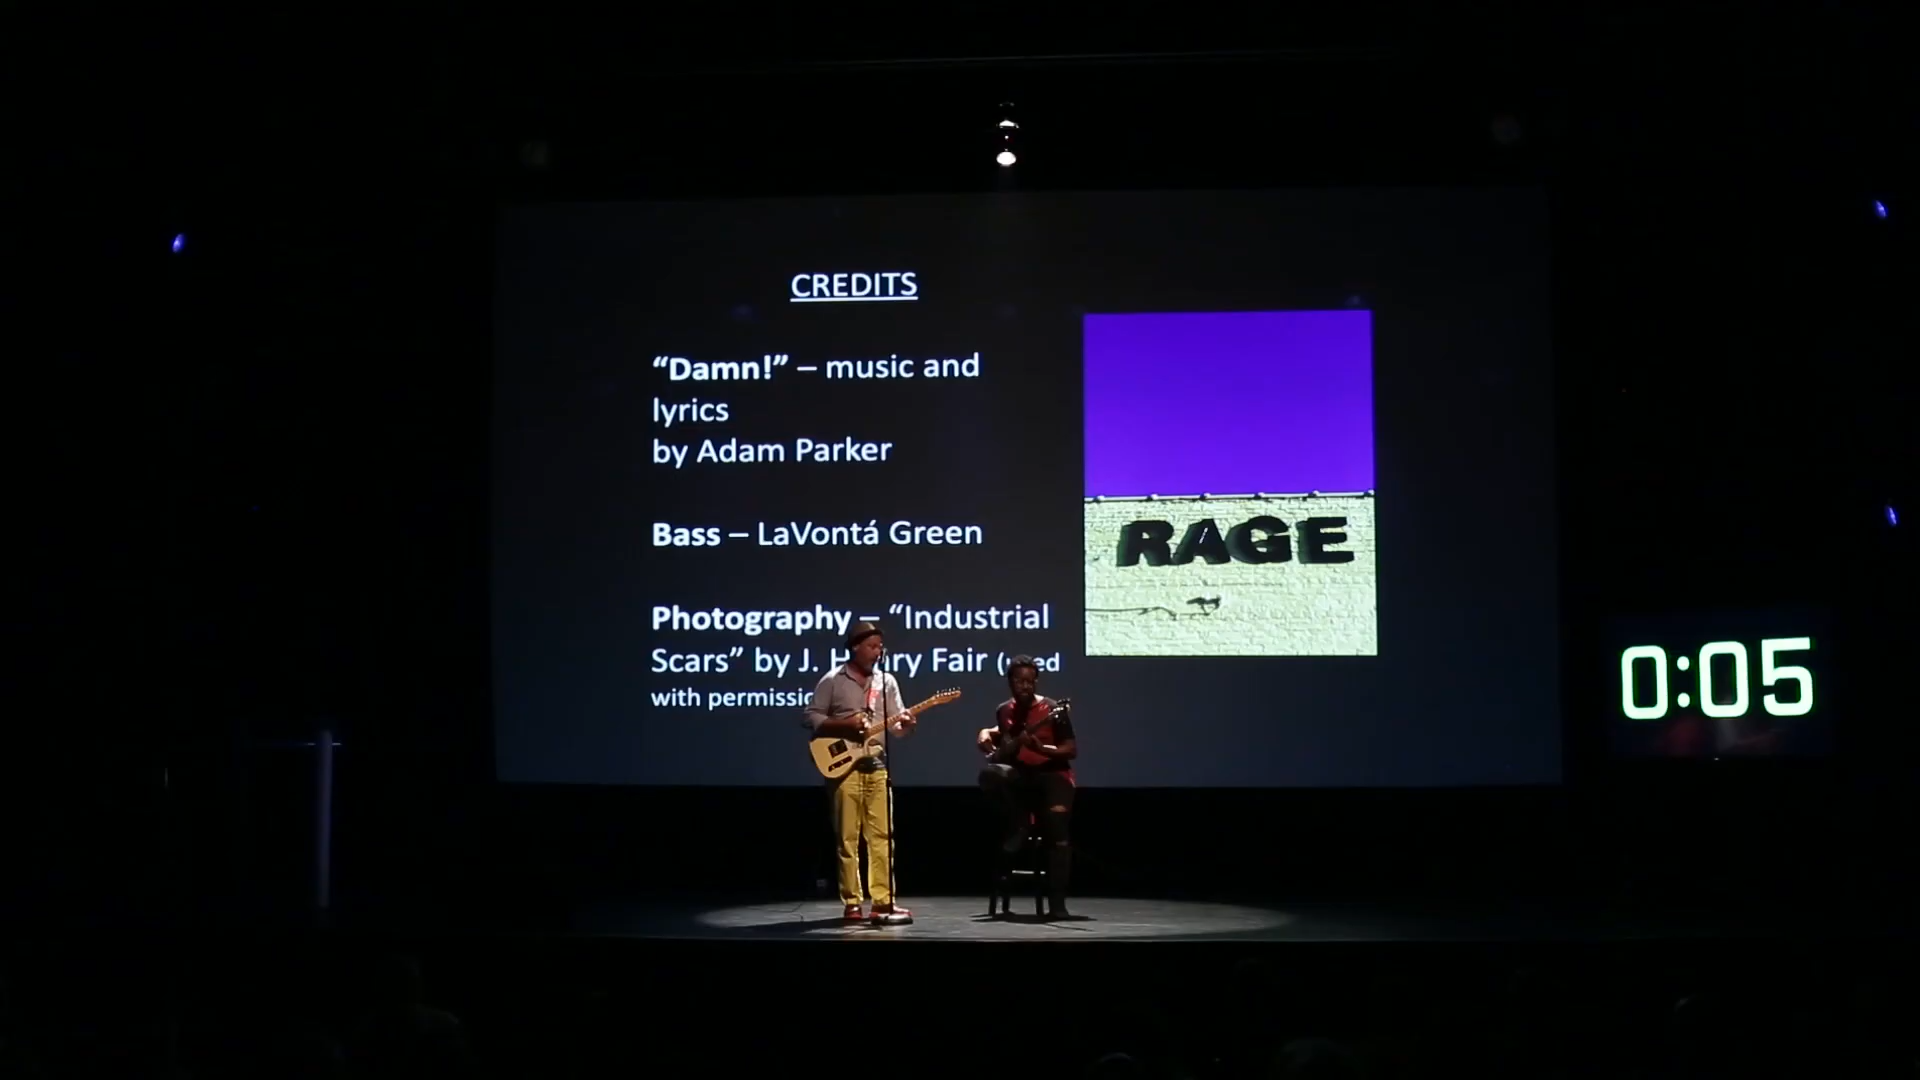 CREDITS
“Damn!” – music and
lyrics
by Adam Parker
Bass – LaVontá Green
Photography – “Industrial
Scars” by J. Fair
with
RAGE
0:05